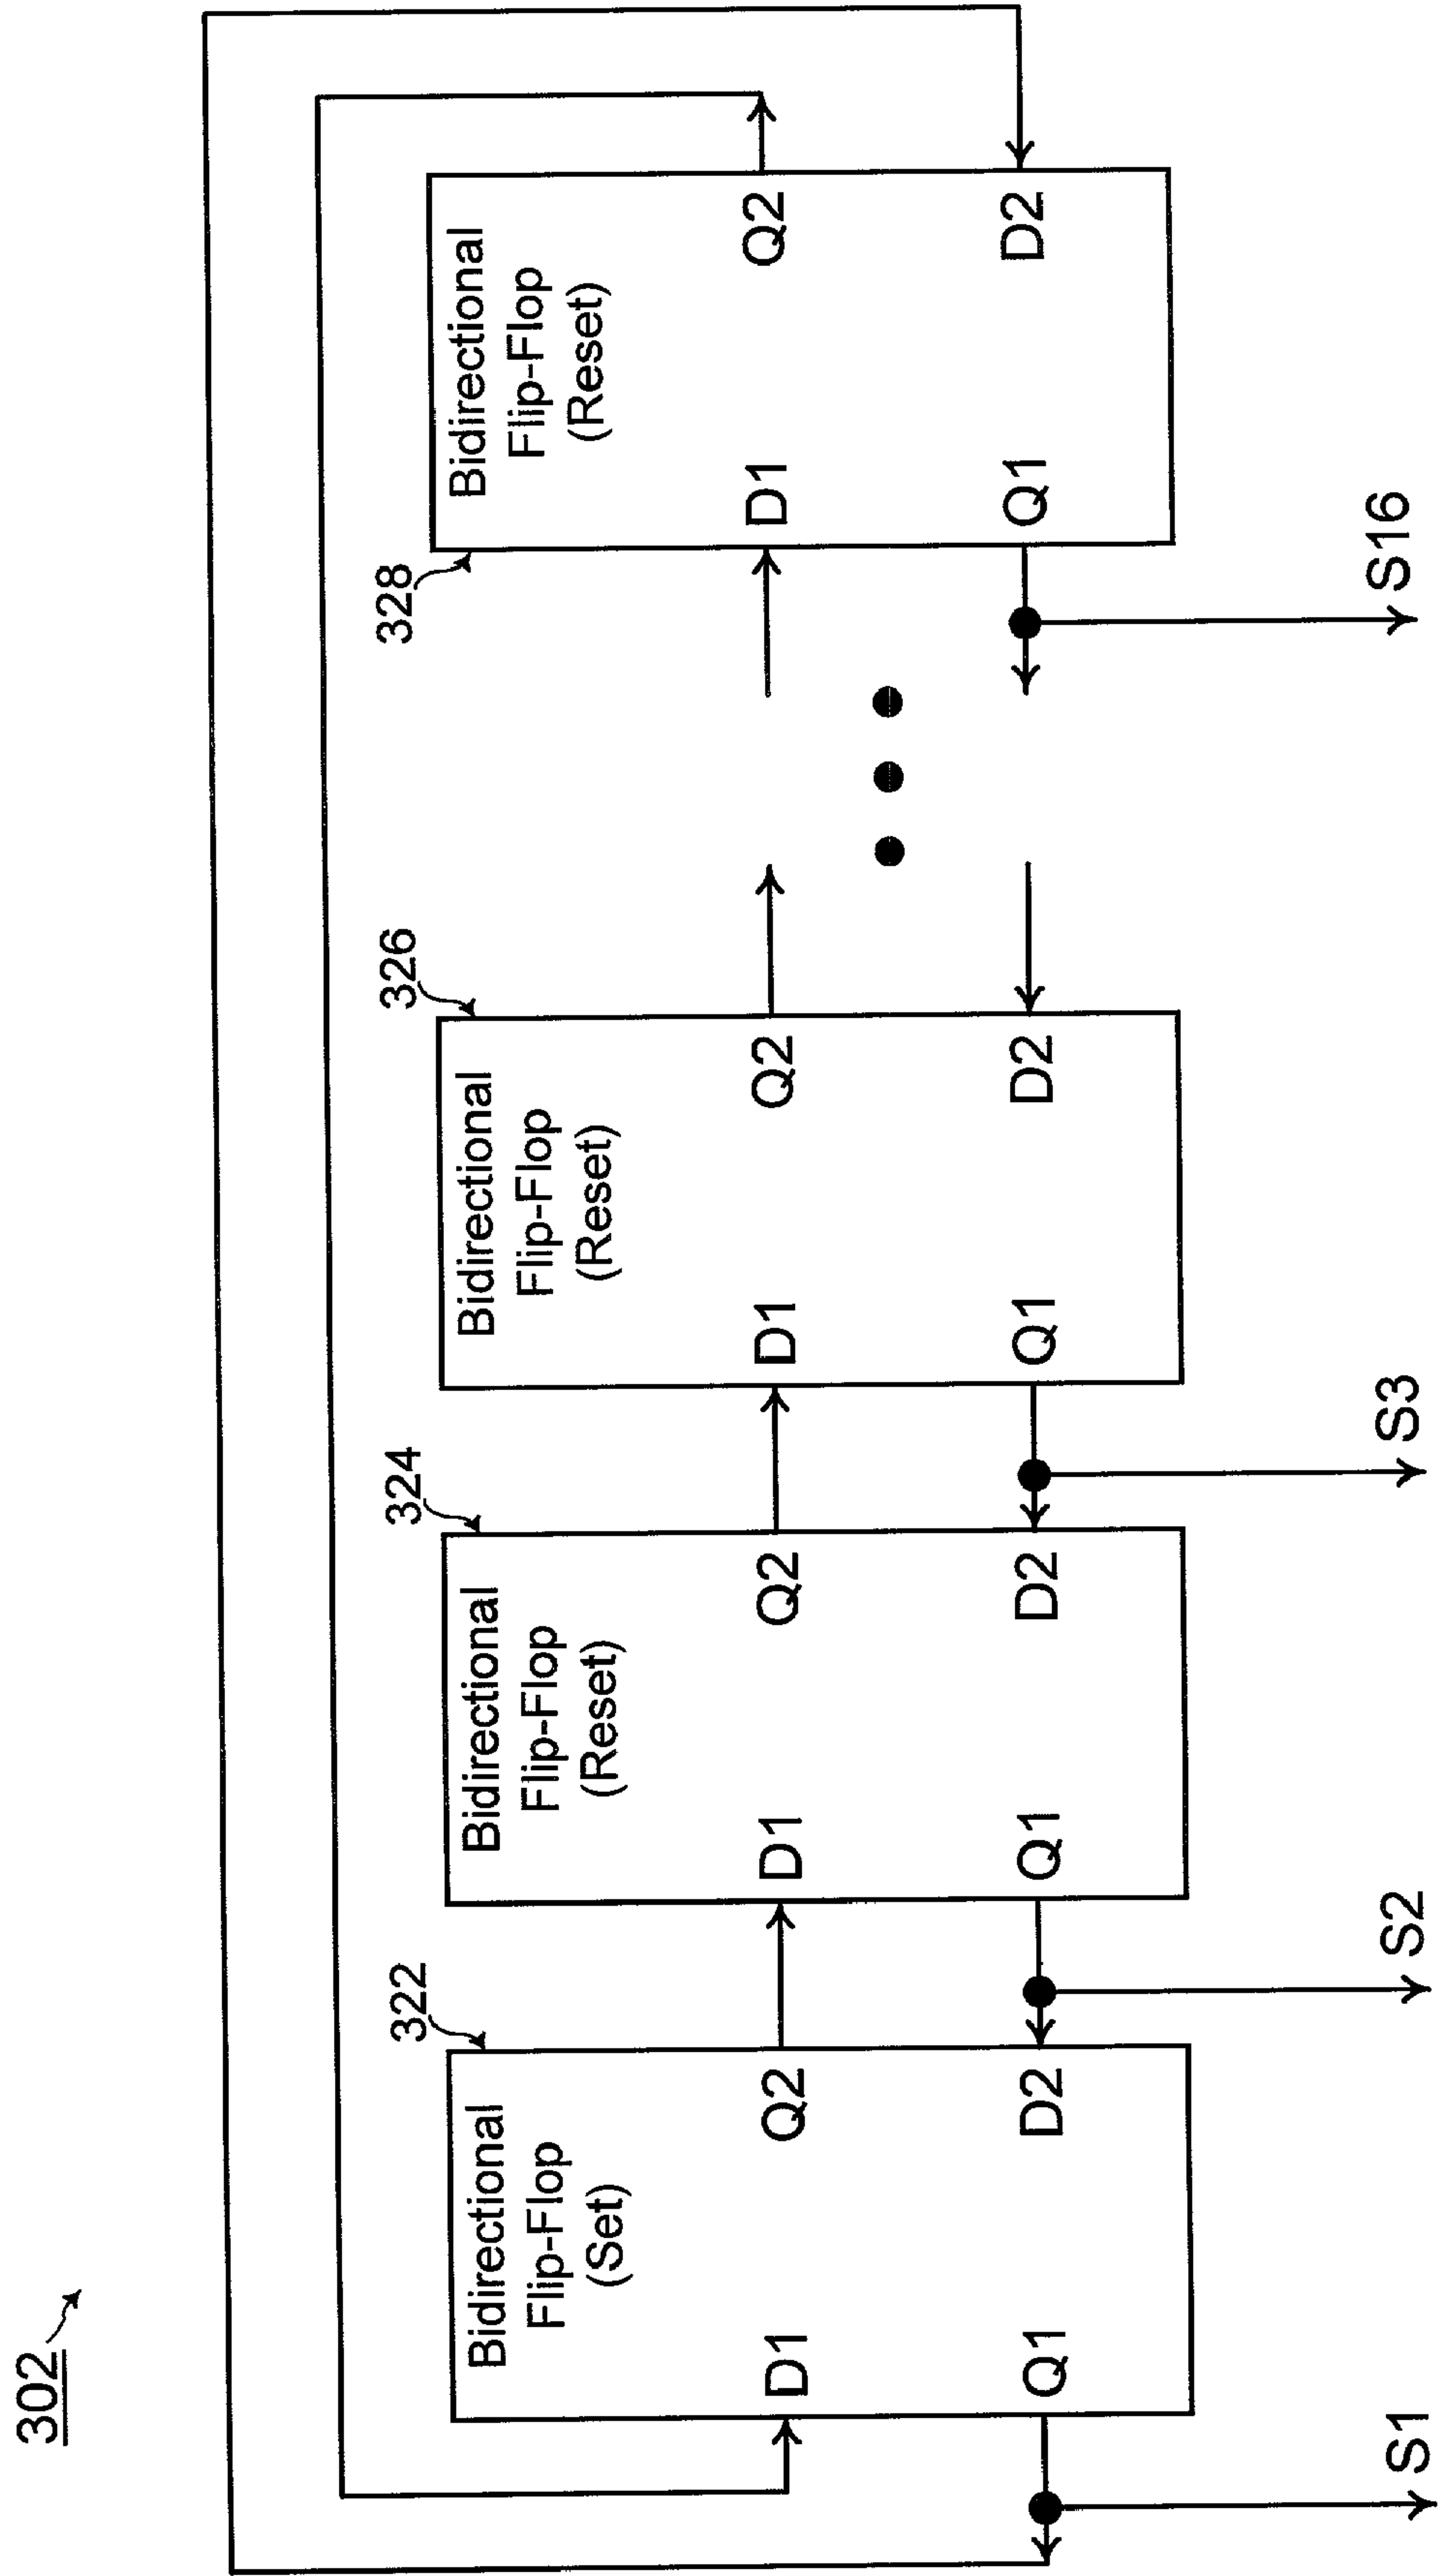 302
322
Bidirectional
Flip-Flop
(Set)
D1
Q2
Q1
D2
S1
324
Bidirectional
Flip-Flop
(Reset)
D1
Q2
Q1
D2
S2
326
Bidirectional
Flip-Flop
(Reset)
D1
Q2
Q1
D2
S3
328
Bidirectional
Flip-Flop
(Reset)
D1
Q2
Q1
D2
S16